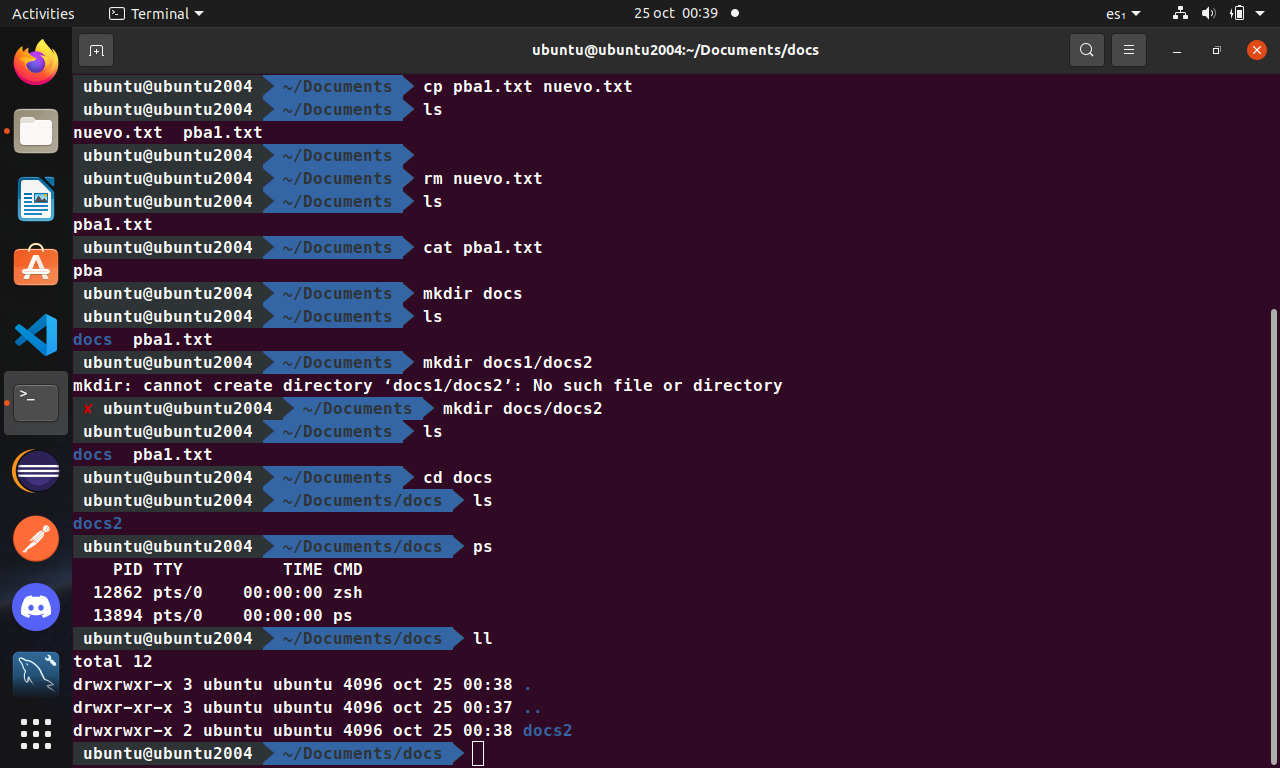 Activities Terminal 25 oct 00:39 es₁
ubuntu@ubuntu2004:~/Documents/docs
ubuntu@ubuntu2004 ~/Documents cp pba1.txt nuevo.txt
ubuntu@ubuntu2004 ~/Documents ls
nuevo.txt pba1.txt
ubuntu@ubuntu2004 ~/Documents
ubuntu@ubuntu2004 ~/Documents rm nuevo.txt
ubuntu@ubuntu2004 ~/Documents ls
pba1.txt
ubuntu@ubuntu2004 ~/Documents cat pba1.txt
pba
ubuntu@ubuntu2004 ~/Documents mkdir docs
ubuntu@ubuntu2004 ~/Documents ls
docs pba1.txt
ubuntu@ubuntu2004 ~/Documents mkdir docs1/docs2
mkdir: cannot create directory ‘docs1/docs2’: No such file or directory
✘ ubuntu@ubuntu2004 ~/Documents mkdir docs/docs2
ubuntu@ubuntu2004 ~/Documents ls
docs pba1.txt
ubuntu@ubuntu2004 ~/Documents cd docs
ubuntu@ubuntu2004 ~/Documents/docs ls
docs2
ubuntu@ubuntu2004 ~/Documents/docs ps
PID TTY TIME CMD
12862 pts/0 00:00:00 zsh
13894 pts/0 00:00:00 ps
ubuntu@ubuntu2004 ~/Documents/docs ll
total 12
drwxrwxr-x 3 ubuntu ubuntu 4096 oct 25 00:38 .
drwxr-xr-x 3 ubuntu ubuntu 4096 oct 25 00:37 ..
drwxrwxr-x 2 ubuntu ubuntu 4096 oct 25 00:38 docs2
ubuntu@ubuntu2004 ~/Documents/docs